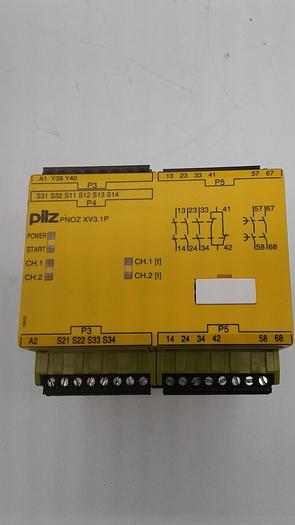 A1 Y39 Y40
13 23 33 41 57 67
P3
P5
S31 S32 S11 S12 S13 S14
P4
pilz
PNOZ XV3.1P
13 23 33 41 57 67
14 24 34 42 58 68
POWER
START
CH.1
CH.2
CH.1 [t]
CH.2 [t]
P3
P5
A2 S21 S22 S33 S34
14 24 34 42 58 68